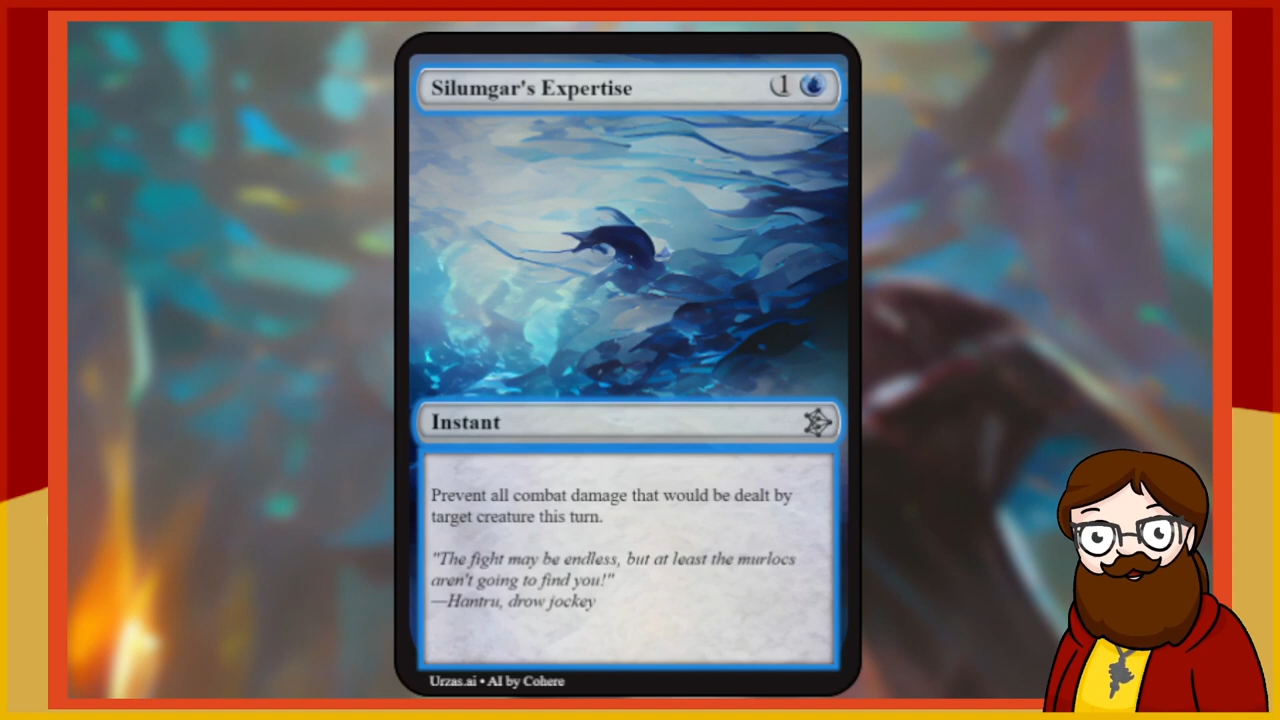 Silumgar's Expertise 1
Instant
Prevent all combat damage that would be dealt by
target creature this turn.
"The fight may be endless, but at least the murlocs
aren't going to find you!"
—Hantru, drow jockey
Urzas.ai • AI by Cohere